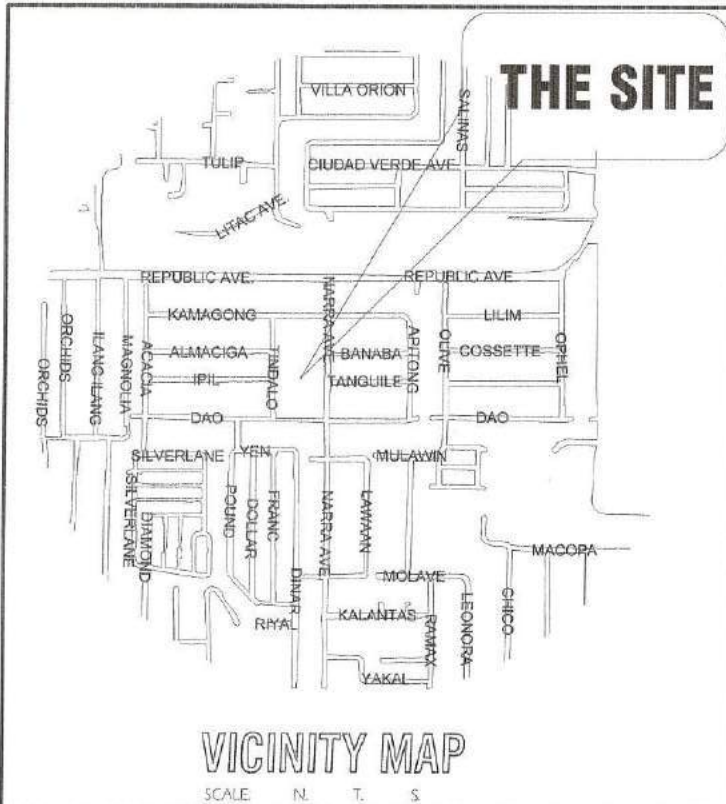 THE SITE
VILLA ORION
SALINAS
TULIP
CIUDAD VERDE AVE.
LITAC AVE.
REPUBLIC AVE.
NARRA AVE.
REPUBLIC AVE.
KAMAGONG
LILIM
ORCHIDS
ORCHIDS
ILANG ILANG
MAGNOLIA
ACACIA
ALMACIGA
TINDALO
BANABA
APITONG
OLIVE
COSSETTE
OPHEL
IPIL
TANGUILE
DAO
DAO
SILVERLANE
YEN
MULAWIN
SILVERLANE
DIAMOND
POUND
DOLLAR
FRANC
DINAR
NARRA AVE
LAWAAN
MACOPA
MOLAVE
RIYAL
KALANTAS
RAMAX
LEONORA
CHICO
YAKAL
VICINITY MAP
SCALE N. T. S